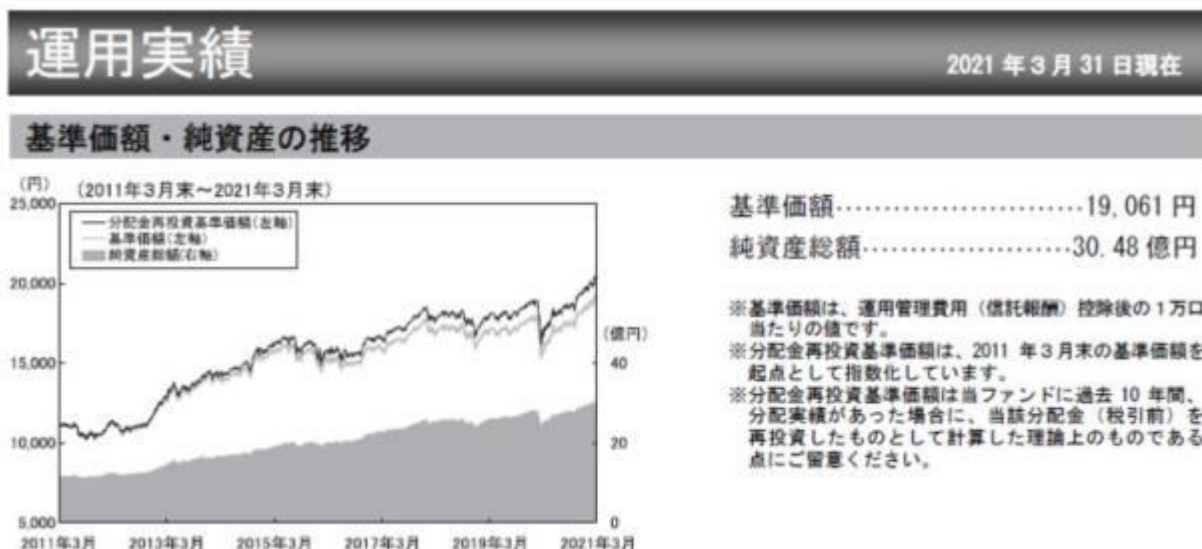 運用実績
2021年3月31日現在
基準価額・純資産の推移
(円)
(2011年3月末～2021年3月末)
25,000
分配金再投資基準価額(左軸)
基準価額(左軸)
純資産総額(右軸)
20,000
(億円)
15,000
40
10,000
20
5,000
0
2011年3月
2013年3月
2015年3月
2017年3月
2019年3月
2021年3月
基準価額‥‥‥‥‥‥‥‥‥‥‥‥‥19,061円
純資産総額‥‥‥‥‥‥‥‥‥‥‥30.48億円
※基準価額は、運用管理費用（信託報酬）控除後の1万口
当たりの値です。
※分配金再投資基準価額は、2011 年3月末の基準価額を
起点として指数化しています。
※分配金再投資基準価額は当ファンドに過去 10 年間、
分配実績があった場合に、当該分配金（税引前）を
再投資したものとして計算した理論上のものである
点にご留意ください。